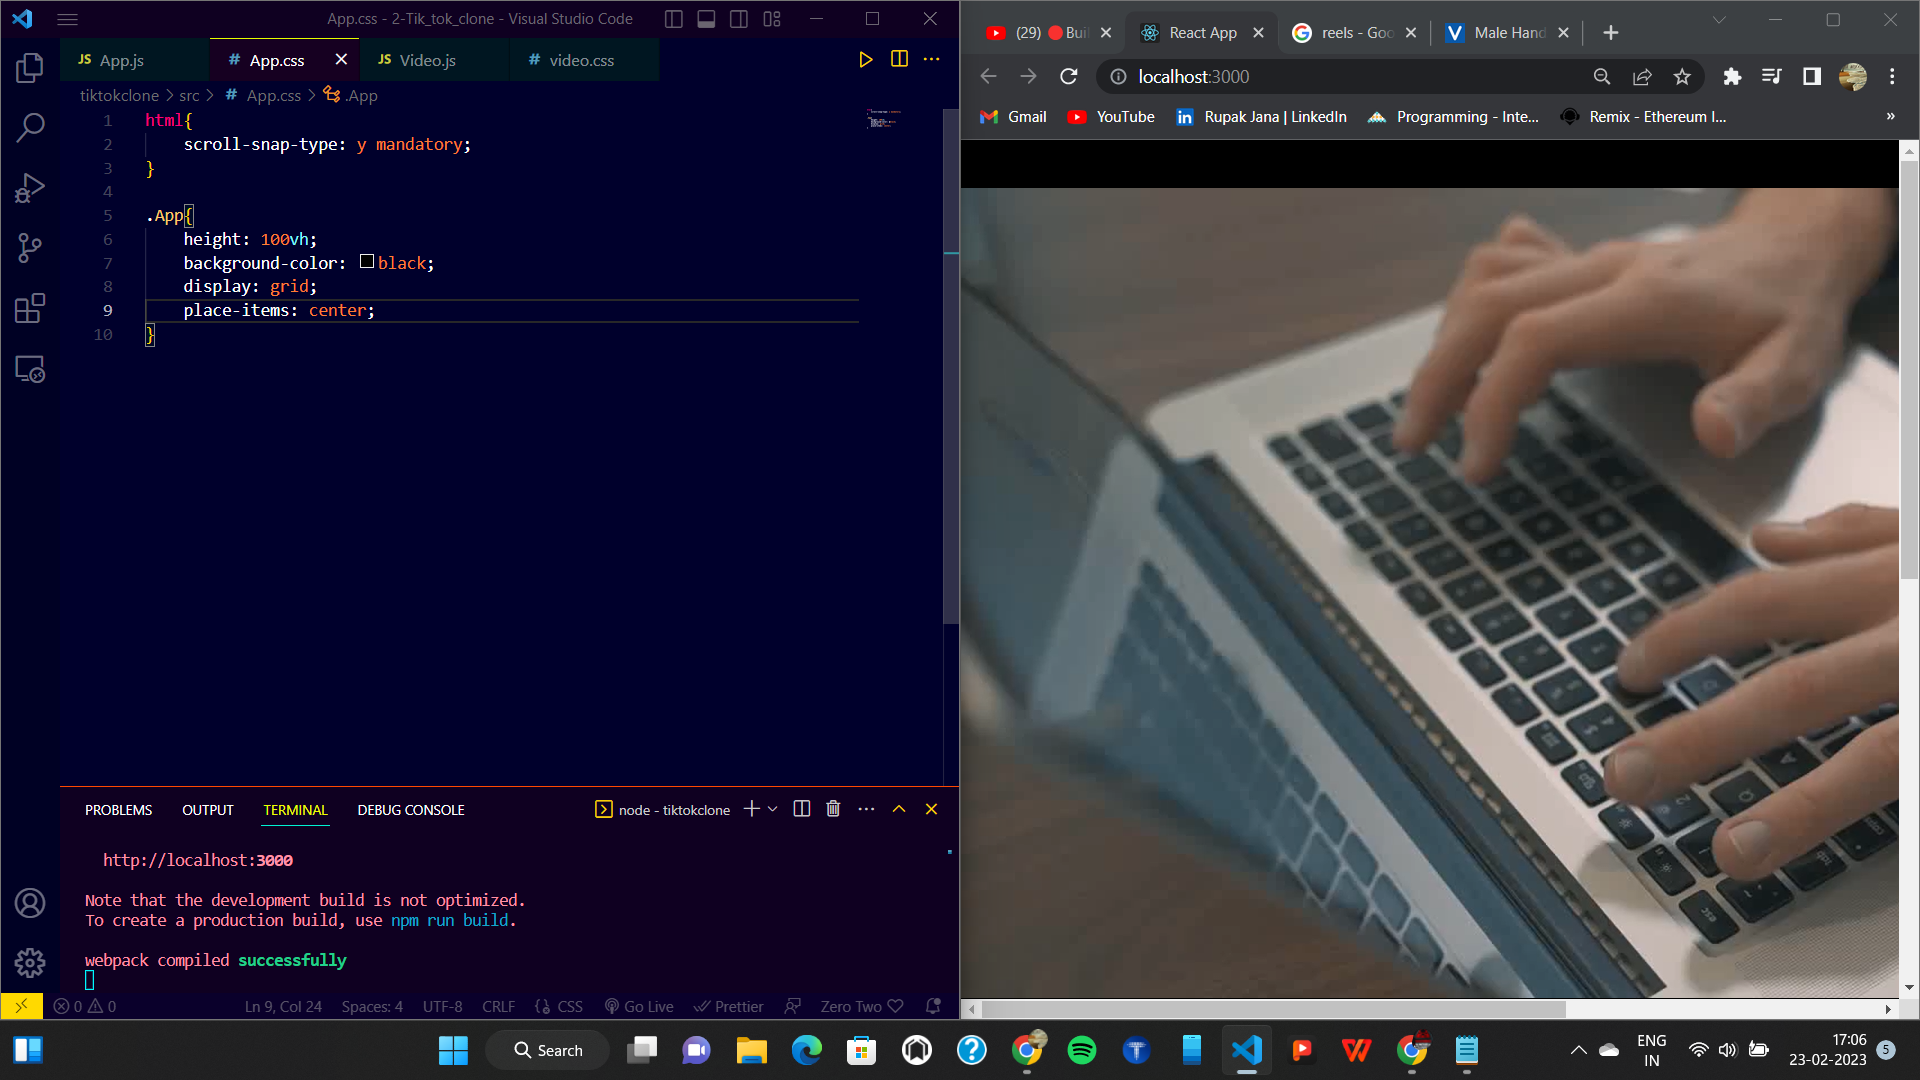 App.css - 2-Tik_tok_clone - Visual Studio Code
JS App.js
# App.css
JS Video.js
# video.css
tiktokclone > src > # App.css > .App
1 html{
2 scroll-snap-type: y mandatory;
3 }
4
5 .App{
6 height: 100vh;
7 background-color: black;
8 display: grid;
9 place-items: center;
10 }
PROBLEMS OUTPUT TERMINAL DEBUG CONSOLE
node - tiktokclone
http://localhost:3000
Note that the development build is not optimized.
To create a production build, use npm run build.
webpack compiled successfully
0 0 Ln 9, Col 24 Spaces: 4 UTF-8 CRLF {} CSS Go Live Prettier Zero Two
(29) Buil
React App
reels - Goo
Male Hand
localhost:3000
Gmail YouTube Rupak Jana | LinkedIn Programming - Inte... Remix - Ethereum I... »
Search
ENG
IN
17:06
23-02-2023
5